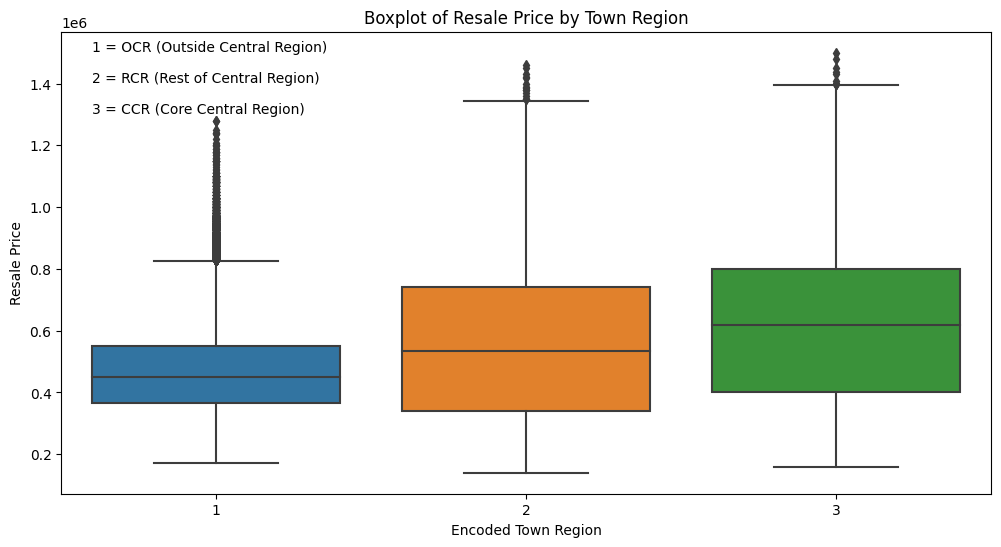 Boxplot of Resale Price by Town Region
1e6
1 = OCR (Outside Central Region)
2 = RCR (Rest of Central Region)
3 = CCR (Core Central Region)
1.4
1.2
1.0
0.8
0.6
0.4
0.2
Resale Price
1 2 3
Encoded Town Region